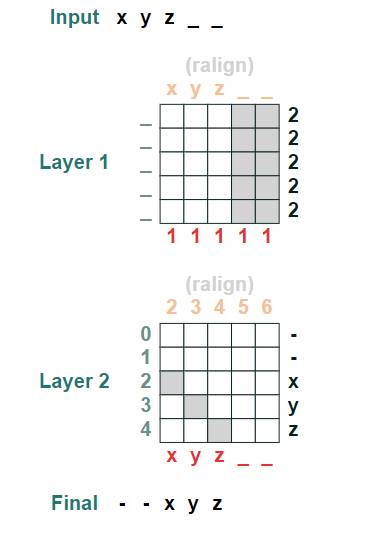 Input x y z _ _
(ralign)
x y z _ _
_ 2
_ 2
Layer 1 _ 2
_ 2
_ 2
1 1 1 1 1
(ralign)
2 3 4 5 6
0 -
1 -
Layer 2 2 x
3 y
4 z
x y z _ _
Final - - x y z